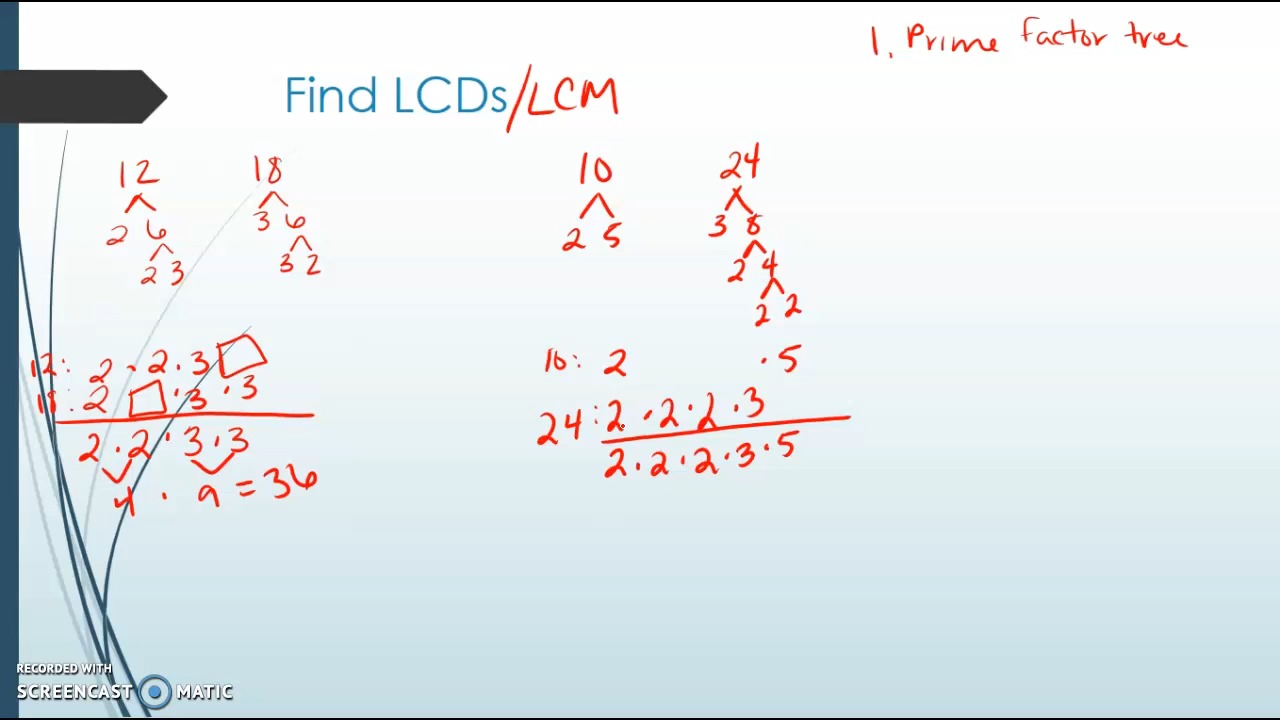 1. Prime Factor tree
Find LCDs/LCM
12 18
2 6 3 6
2 3 3 2
10 24
2 5 3 8
2 4
2 2
12: 2 · 2 · 3
18: 2 · 3 · 3
2 · 2 · 3 · 3
4 · 9 = 36
10: 2 · 5
24: 2 · 2 · 2 · 3
2 · 2 · 2 · 3 · 5
RECORDED WITH
SCREENCAST MATIC